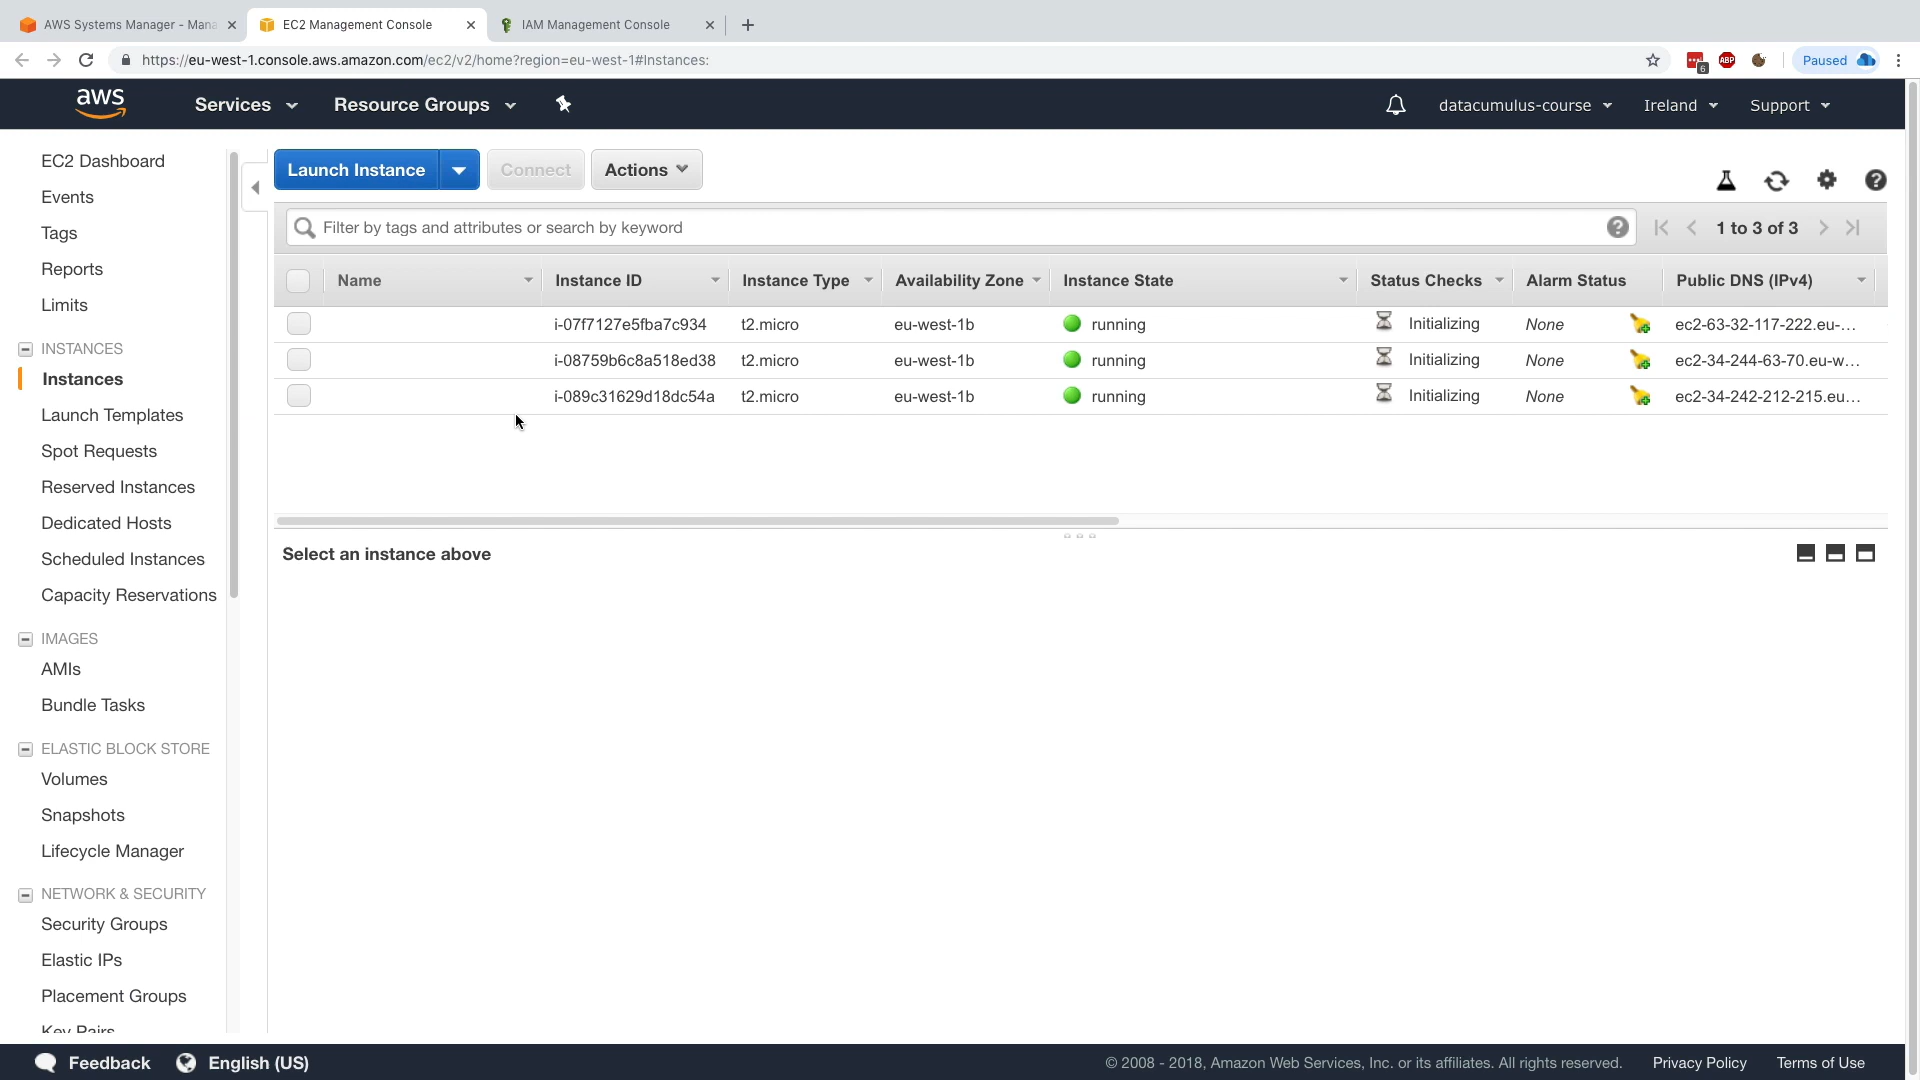 AWS Systems Manager - Mana
EC2 Management Console
IAM Management Console
https://eu-west-1.console.aws.amazon.com/ec2/v2/home?region=eu-west-1#Instances:
6
ABP
Paused
aws
Services
Resource Groups
datacumulus-course
Ireland
Support
EC2 Dashboard
Events
Tags
Reports
Limits
INSTANCES
Instances
Launch Templates
Spot Requests
Reserved Instances
Dedicated Hosts
Scheduled Instances
Capacity Reservations
IMAGES
AMIs
Bundle Tasks
ELASTIC BLOCK STORE
Volumes
Snapshots
Lifecycle Manager
NETWORK & SECURITY
Security Groups
Elastic IPs
Placement Groups
Key Pairs
Launch Instance
Connect
Actions
Filter by tags and attributes or search by keyword
1 to 3 of 3
Name Instance ID Instance Type Availability Zone Instance State Status Checks Alarm Status Public DNS (IPv4)
i-07f7127e5fba7c934 t2.micro eu-west-1b running Initializing None ec2-63-32-117-222.eu-...
i-08759b6c8a518ed38 t2.micro eu-west-1b running Initializing None ec2-34-244-63-70.eu-w...
i-089c31629d18dc54a t2.micro eu-west-1b running Initializing None ec2-34-242-212-215.eu...
Select an instance above
Feedback
English (US)
© 2008 - 2018, Amazon Web Services, Inc. or its affiliates. All rights reserved.
Privacy Policy
Terms of Use